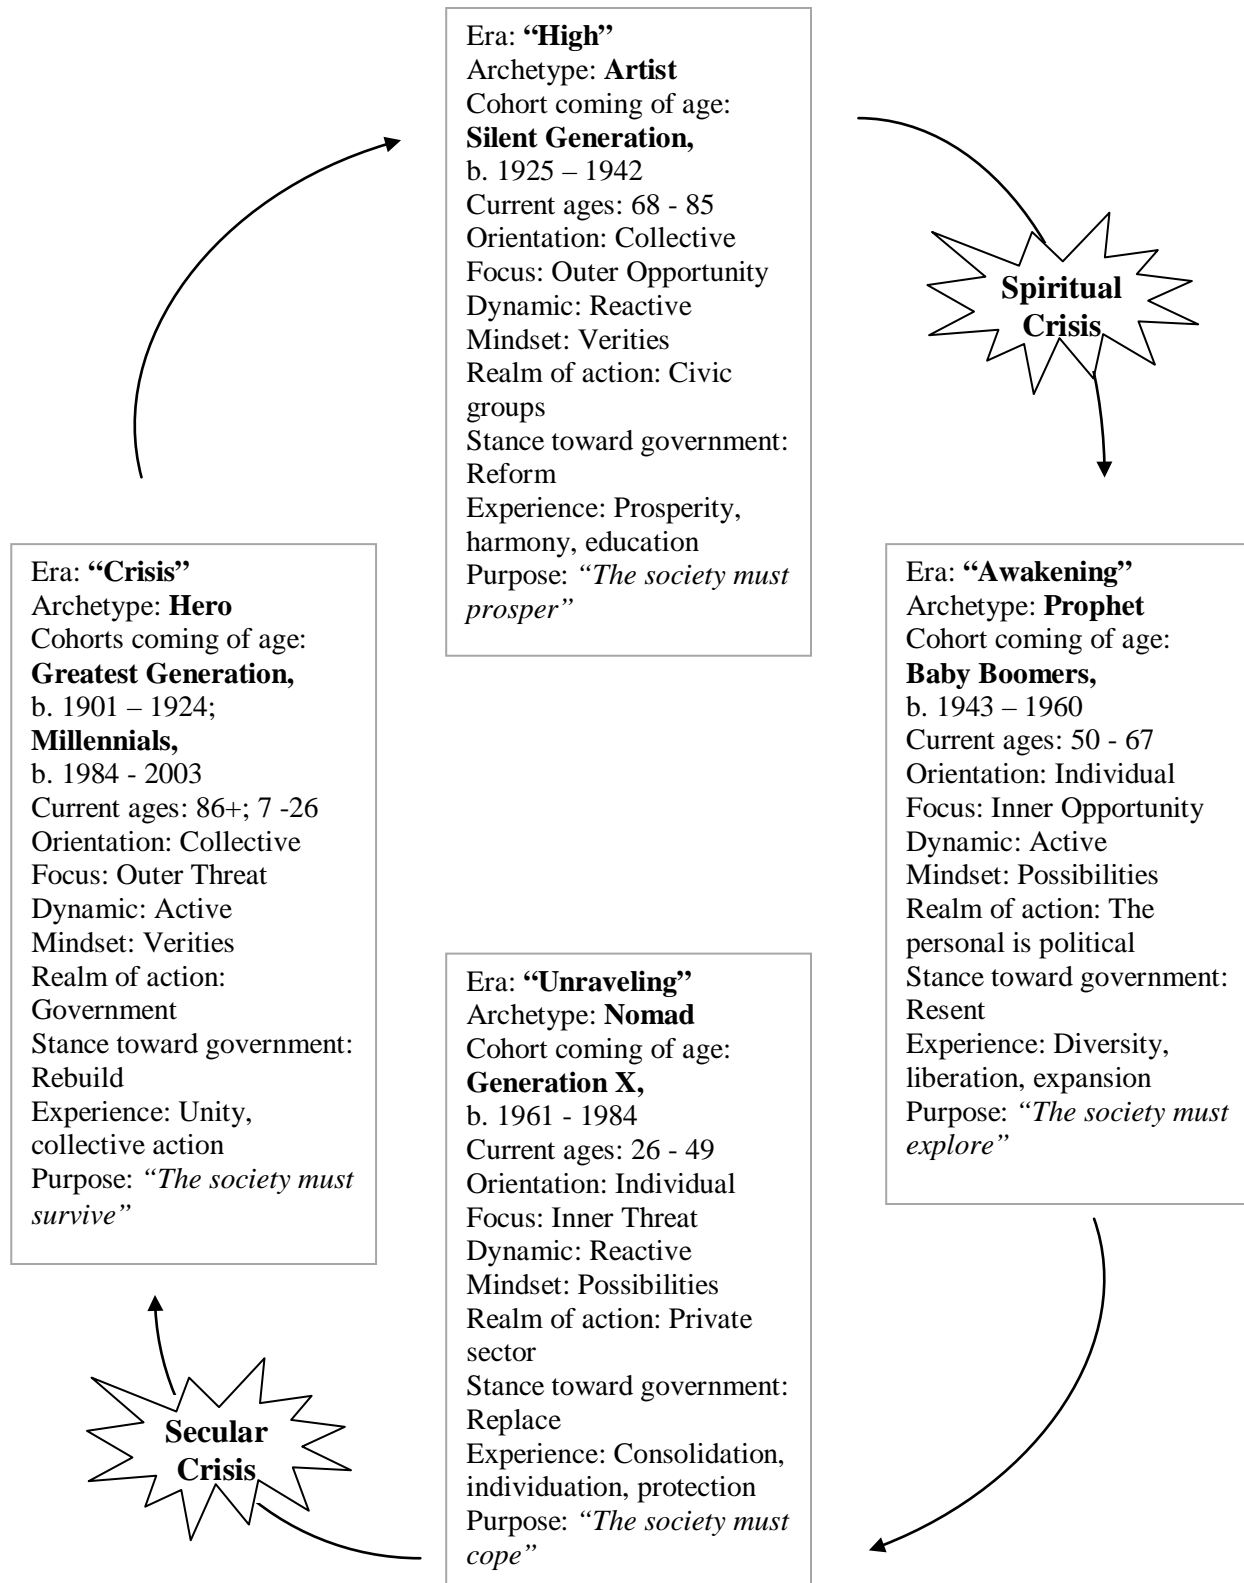 Era: “High”
Archetype: Artist
Cohort coming of age:
Silent Generation,
b. 1925 – 1942
Current ages: 68 - 85
Orientation: Collective
Focus: Outer Opportunity
Dynamic: Reactive
Mindset: Verities
Realm of action: Civic
groups
Stance toward government:
Reform
Experience: Prosperity,
harmony, education
Purpose: “The society must
prosper”
Spiritual
Crisis
Era: “Awakening”
Archetype: Prophet
Cohort coming of age:
Baby Boomers,
b. 1943 – 1960
Current ages: 50 - 67
Orientation: Individual
Focus: Inner Opportunity
Dynamic: Active
Mindset: Possibilities
Realm of action: The
personal is political
Stance toward government:
Resent
Experience: Diversity,
liberation, expansion
Purpose: “The society must
explore”
Era: “Unraveling”
Archetype: Nomad
Cohort coming of age:
Generation X,
b. 1961 - 1984
Current ages: 26 - 49
Orientation: Individual
Focus: Inner Threat
Dynamic: Reactive
Mindset: Possibilities
Realm of action: Private
sector
Stance toward government:
Replace
Experience: Consolidation,
individuation, protection
Purpose: “The society must
cope”
Secular
Crisis
Era: “Crisis”
Archetype: Hero
Cohorts coming of age:
Greatest Generation,
b. 1901 – 1924;
Millennials,
b. 1984 - 2003
Current ages: 86+; 7 -26
Orientation: Collective
Focus: Outer Threat
Dynamic: Active
Mindset: Verities
Realm of action:
Government
Stance toward government:
Rebuild
Experience: Unity,
collective action
Purpose: “The society must
survive”